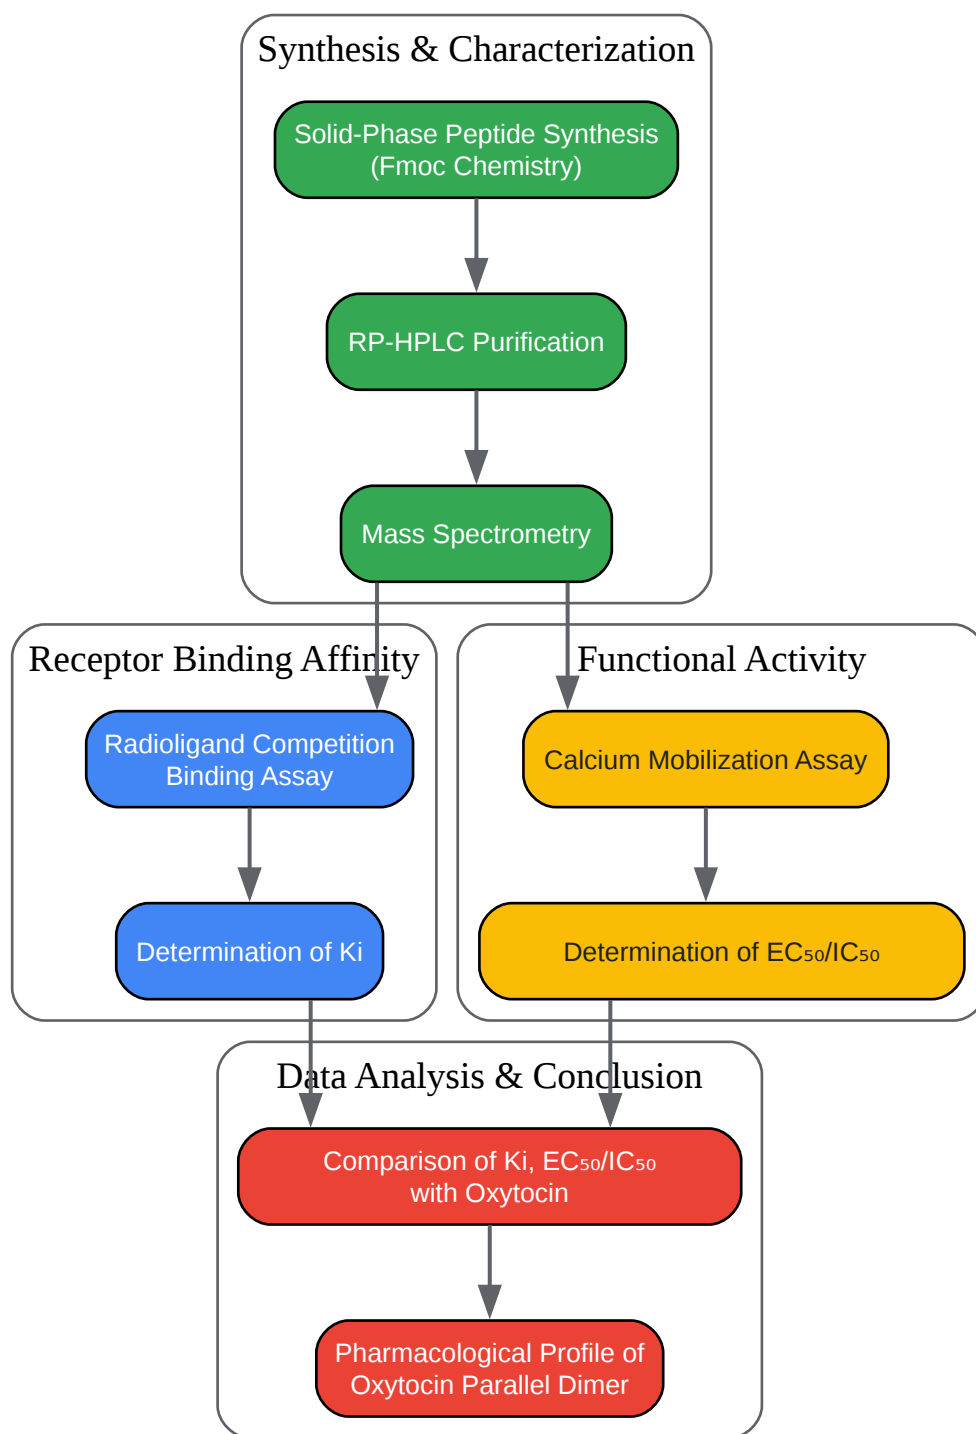 Synthesis & Characterization
Solid-Phase Peptide Synthesis
(Fmoc Chemistry)
RP-HPLC Purification
Mass Spectrometry
Receptor Binding Affinity
Radioligand Competition
Binding Assay
Determination of Ki
Functional Activity
Calcium Mobilization Assay
Determination of EC₅₀/IC₅₀
Data Analysis & Conclusion
Comparison of Ki, EC₅₀/IC₅₀
with Oxytocin
Pharmacological Profile of
Oxytocin Parallel Dimer